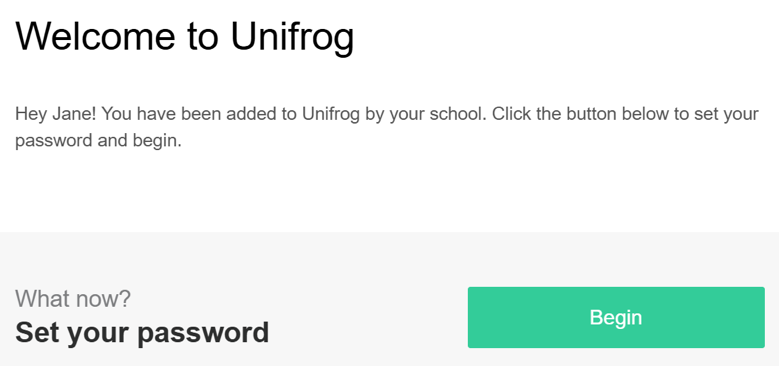 Welcome to Unifrog
Hey Jane! You have been added to Unifrog by your school. Click the button below to set your
password and begin.
What now?
Set your password
Begin